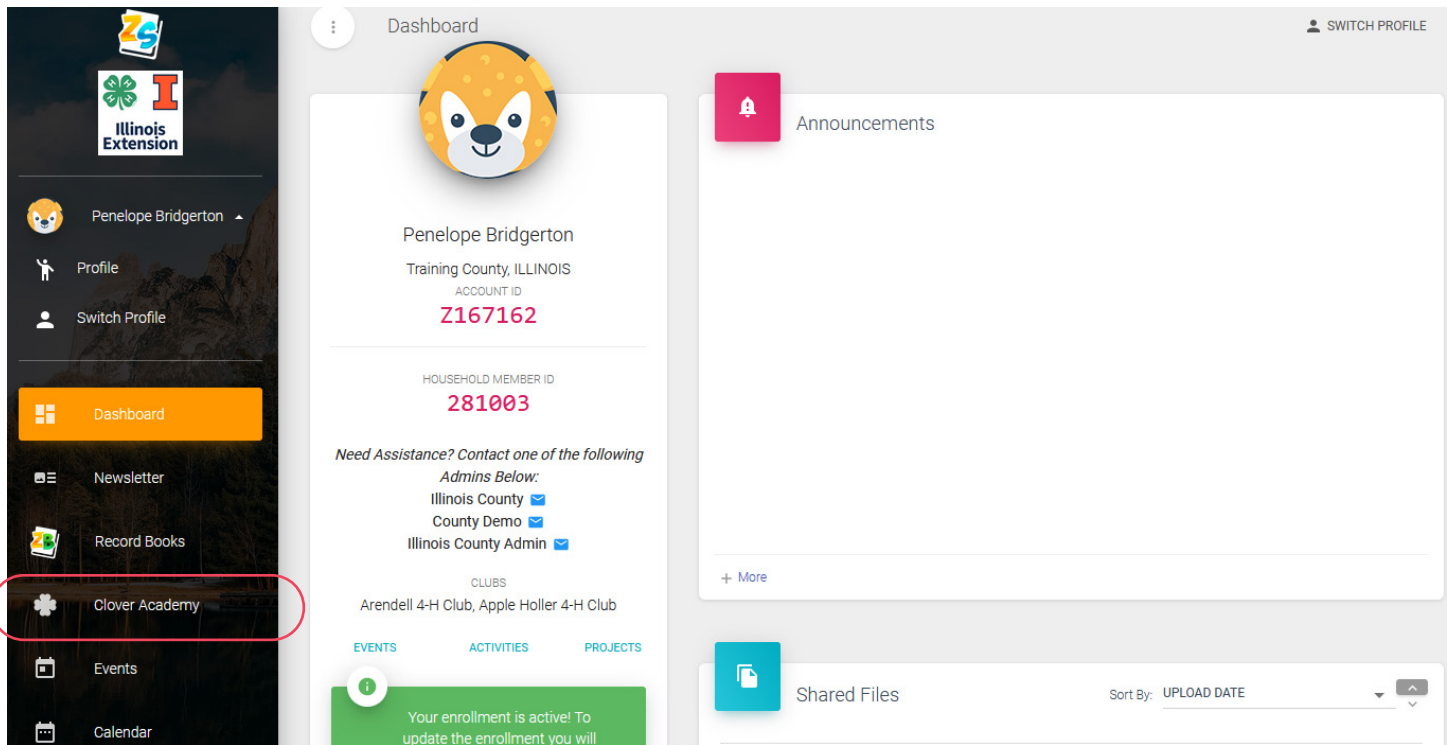 ZS
Illinois
Extension
Penelope Bridgerton
Profile
Switch Profile
Dashboard
Newsletter
ZB
Record Books
Clover Academy
Events
Calendar
Dashboard
SWITCH PROFILE
Penelope Bridgerton
Training County, ILLINOIS
ACCOUNT ID
Z167162
HOUSEHOLD MEMBER ID
281003
Need Assistance? Contact one of the following
Admins Below:
Illinois County
County Demo
Illinois County Admin
CLUBS
Arendell 4-H Club, Apple Holler 4-H Club
EVENTS ACTIVITIES PROJECTS
Your enrollment is active! To
update the enrollment you will
Announcements
+ More
Shared Files
Sort By: UPLOAD DATE